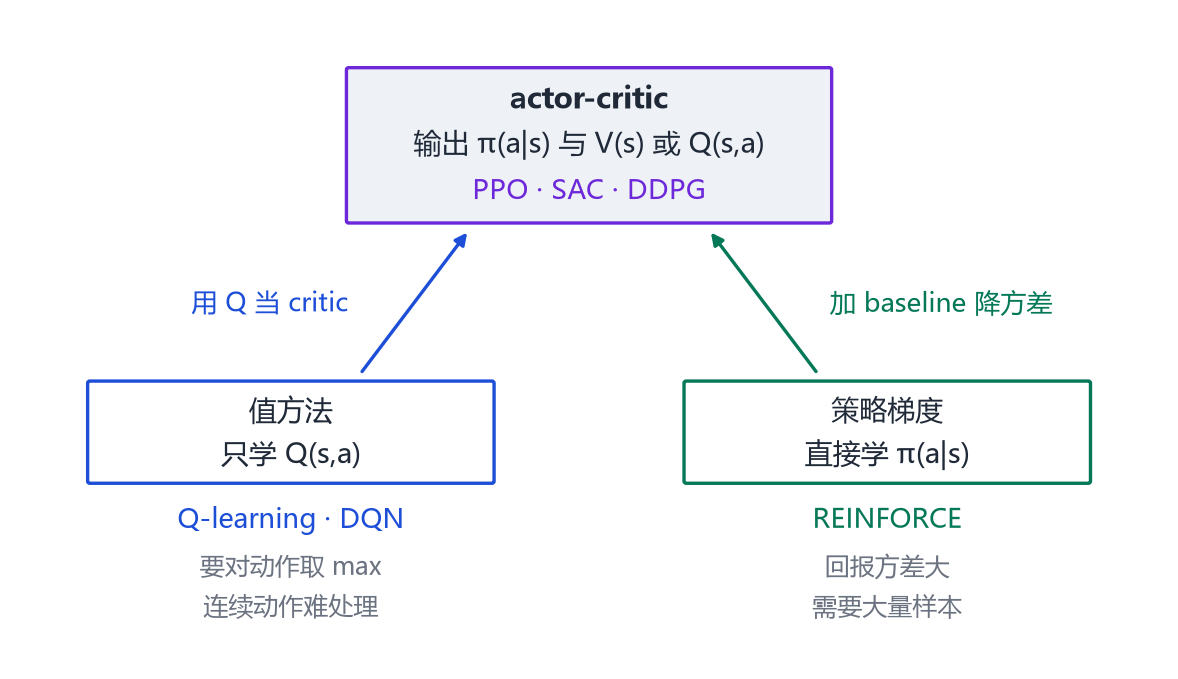 actor-critic
输出 π(a|s) 与 V(s) 或 Q(s,a)
PPO · SAC · DDPG
用 Q 当 critic
加 baseline 降方差
值方法
只学 Q(s,a)
策略梯度
直接学 π(a|s)
Q-learning · DQN
REINFORCE
要对动作取 max
连续动作难处理
回报方差大
需要大量样本